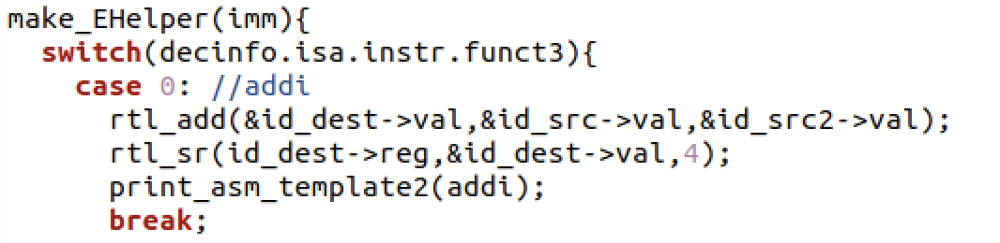 make_EHelper(imm){
  switch(decinfo.isa.instr.funct3){
    case 0: //addi
      rtl_add(&id_dest->val,&id_src->val,&id_src2->val);
      rtl_sr(id_dest->reg,&id_dest->val,4);
      print_asm_template2(addi);
      break;